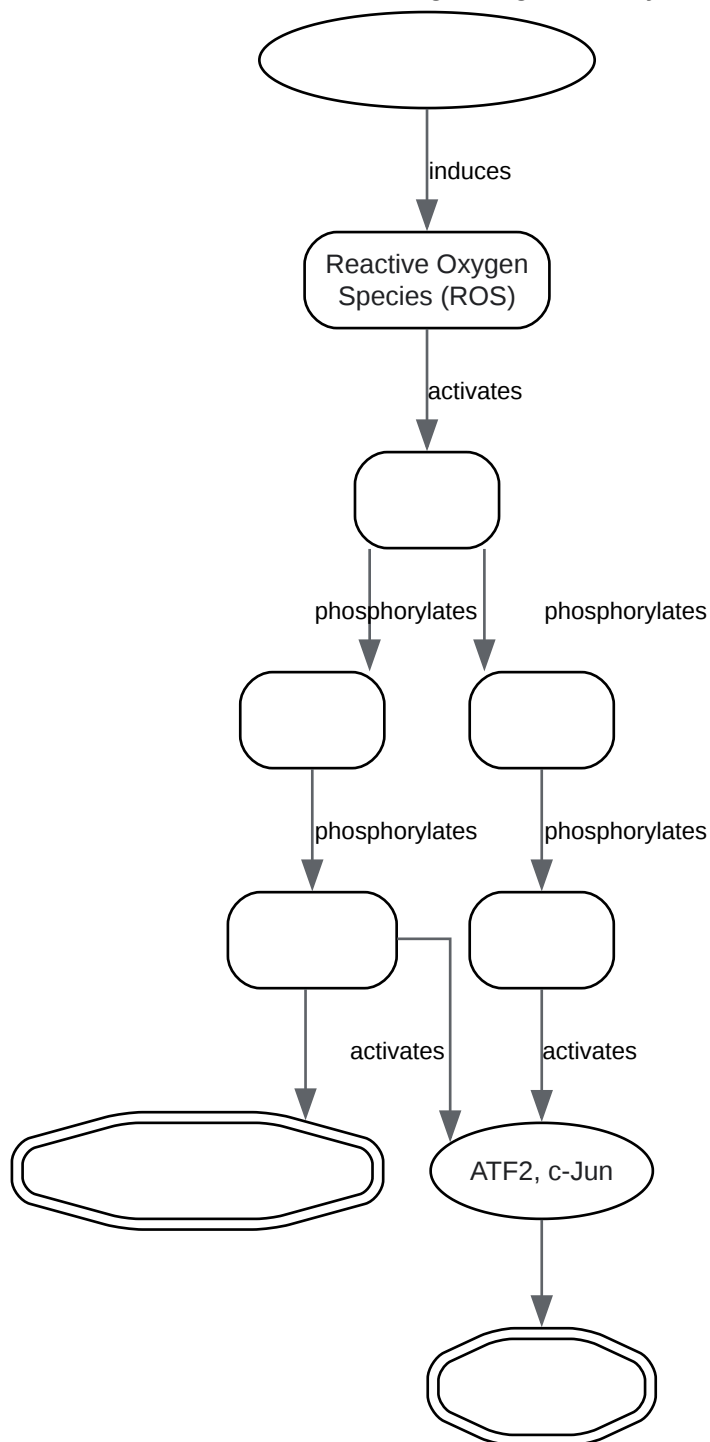 induces
Reactive Oxygen
Species (ROS)
activates
phosphorylates
phosphorylates
phosphorylates
phosphorylates
activates
activates
ATF2, c-Jun